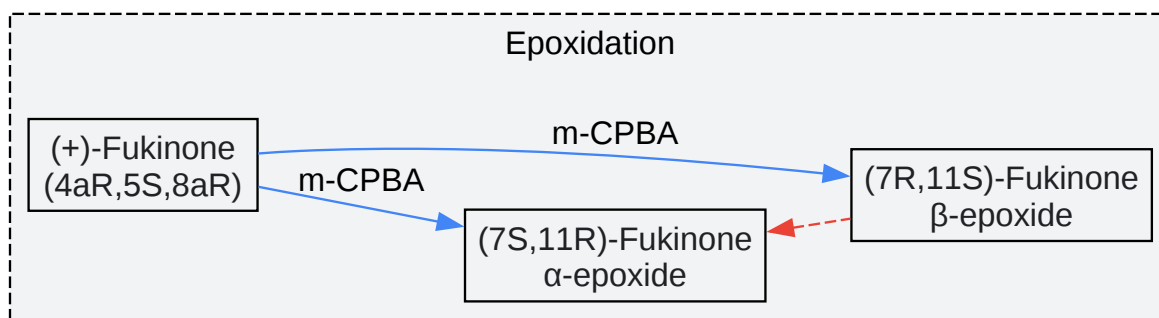 Epoxidation
(+)-Fukinone
(4aR,5S,8aR)
m-CPBA
m-CPBA
(7R,11S)-Fukinone
β-epoxide
(7S,11R)-Fukinone
α-epoxide